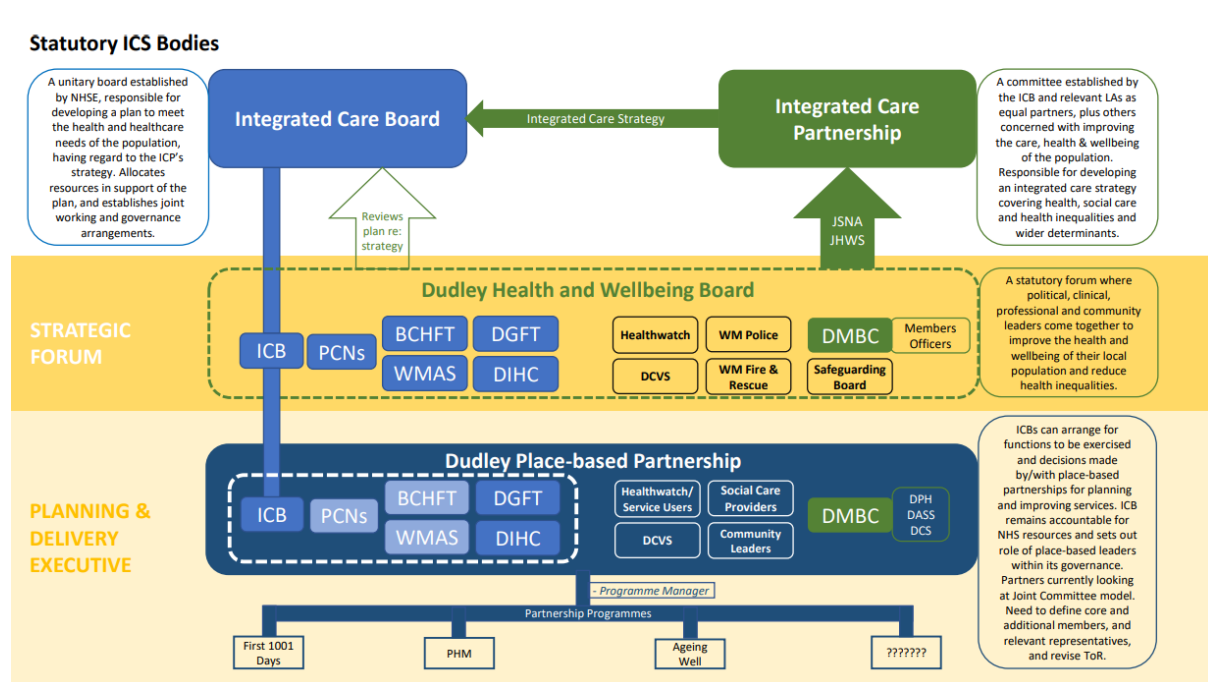 Statutory ICS Bodies
A unitary board established
by NHSE, responsible for
developing a plan to meet
the health and healthcare
needs of the population,
having regard to the ICP's
strategy. Allocates
resources in support of the
plan, and establishes joint
working and governance
arrangements.
Integrated Care Board
Integrated Care Strategy
Integrated Care
Partnership
A committee established by
the ICB and relevant LAs as
equal partners, plus others
concerned with improving
the care, health & wellbeing
of the population.
Responsible for developing
an integrated care strategy
covering health, social care
and health inequalities and
wider determinants.
Reviews
plan re:
strategy
JSNA
JHWS
STRATEGIC
FORUM
Dudley Health and Wellbeing Board
ICB
PCNs
BCHFT
DGFT
WMAS
DIHC
Healthwatch
WM Police
DCVS
WM Fire &
Rescue
DMBC
Members
Officers
Safeguarding
Board
A statutory forum where
political, clinical,
professional and community
leaders come together to
improve the health and
wellbeing of their local
population and reduce
health inequalities.
PLANNING &
DELIVERY
EXECUTIVE
Dudley Place-based Partnership
ICB
PCNs
BCHFT
DGFT
WMAS
DIHC
Healthwatch/
Service Users
Social Care
Providers
DCVS
Community
Leaders
DMBC
DPH
DASS
DCS
ICBs can arrange for
functions to be exercised
and decisions made
by/with place-based
partnerships for planning
and improving services. ICB
remains accountable for
NHS resources and sets out
role of place-based leaders
within its governance.
Partners currently looking
at Joint Committee model.
Need to define core and
additional members, and
relevant representatives,
and revise ToR.
- Programme Manager
Partnership Programmes
First 1001
Days
PHM
Ageing
Well
???????